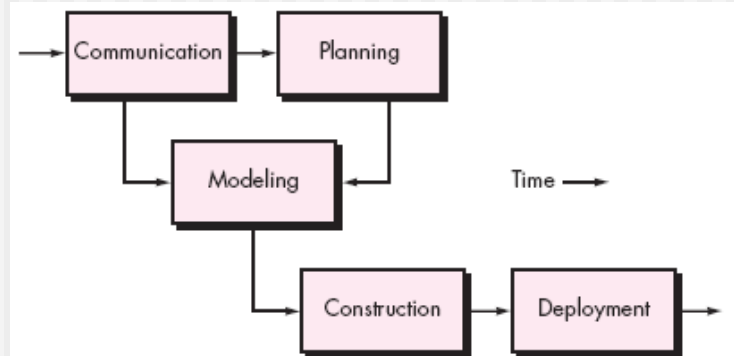 Communication
Planning
Modeling
Time
Construction
Deployment